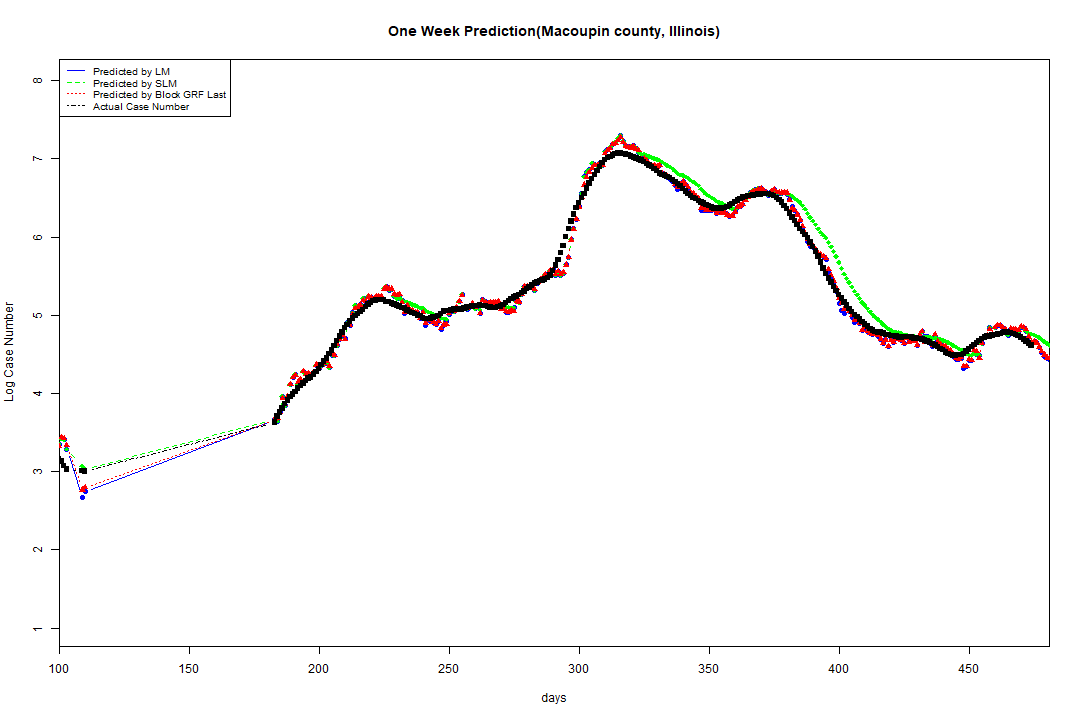 One Week Prediction(Macoupin county, Illinois)
Predicted by LM
Predicted by SLM
Predicted by Block GRF Last
Actual Case Number
Log Case Number
8
7
6
5
4
3
2
1
100 150 200 250 300 350 400 450
days